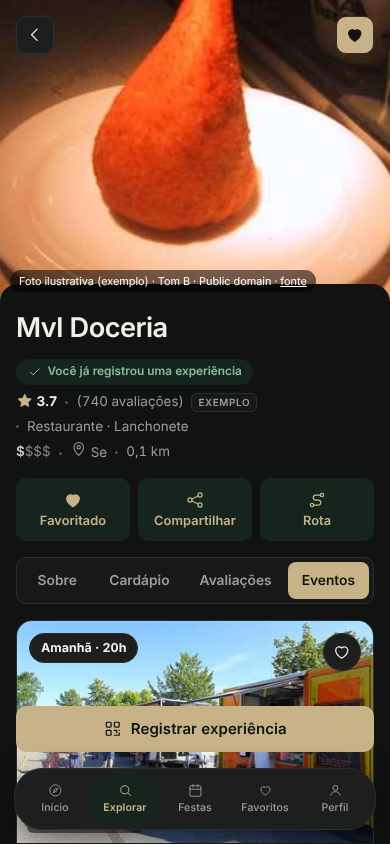 Foto ilustrativa (exemplo) · Tom B · Public domain · fonte
Mvl Doceria
Você já registrou uma experiência
3.7 · (740 avaliações) EXEMPLO
· Restaurante · Lanchonete
$$$$ · Se · 0,1 km
Favoritado Compartilhar Rota
Sobre Cardápio Avaliações Eventos
Amanhã · 20h
Registrar experiência
Início Explorar Festas Favoritos Perfil